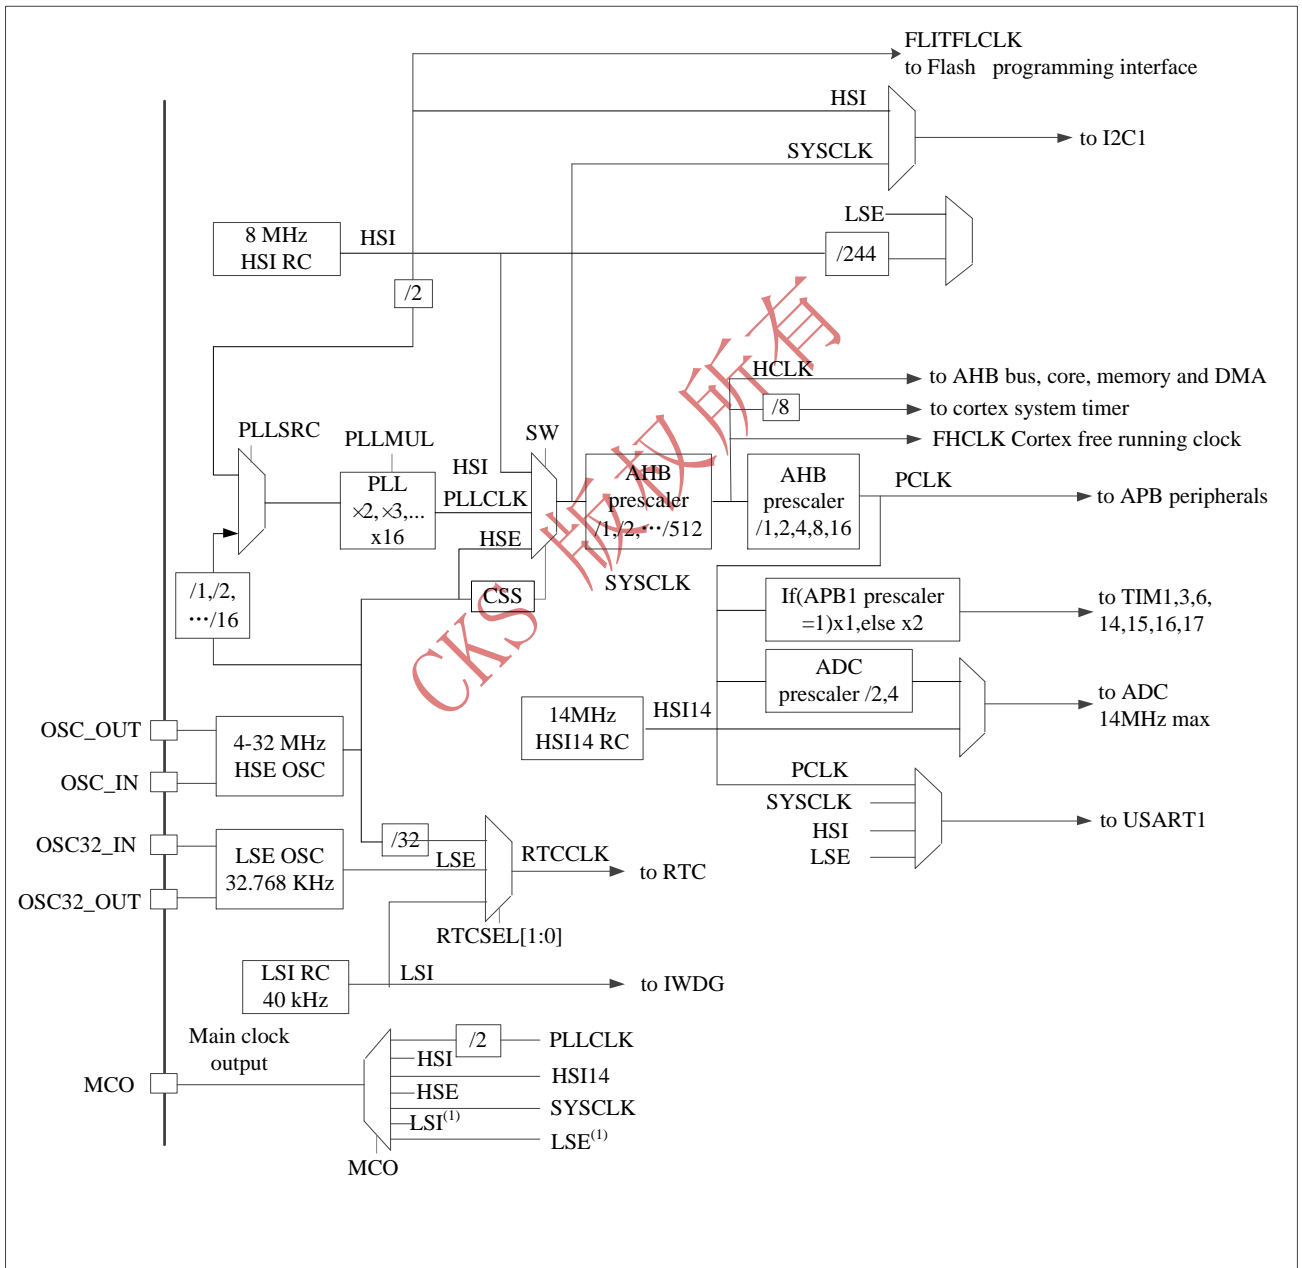 FLITFLCLK
to Flash programming interface
HSI
to I2C1
SYSCLK
LSE
8 MHz
HSI RC
HSI
/244
/2
HCLK
to AHB bus, core, memory and DMA
/8
to cortex system timer
FHCLK Cortex free running clock
PLLSRC
PLLMUL
SW
HSI
PLL
×2, ×3,...
x16
PLLCLK
HSE
AHB
prescaler
/1,/2, ···/512
AHB
prescaler
/1,2,4,8,16
PCLK
to APB peripherals
SYSCLK
CSS
/1,/2,
···/16
If(APB1 prescaler
=1)x1,else x2
to TIM1,3,6,
14,15,16,17
ADC
prescaler /2,4
to ADC
14MHz max
14MHz
HSI14 RC
HSI14
OSC_OUT
4-32 MHz
HSE OSC
OSC_IN
PCLK
SYSCLK
HSI
LSE
to USART1
OSC32_IN
LSE OSC
32.768 KHz
OSC32_OUT
/32
LSE
RTCCLK
to RTC
RTCSEL[1:0]
LSI RC
40 kHz
LSI
to IWDG
Main clock
output
MCO
/2
PLLCLK
HSI
HSI14
HSE
SYSCLK
LSI(1)
LSE(1)
MCO
CKS 版权所有